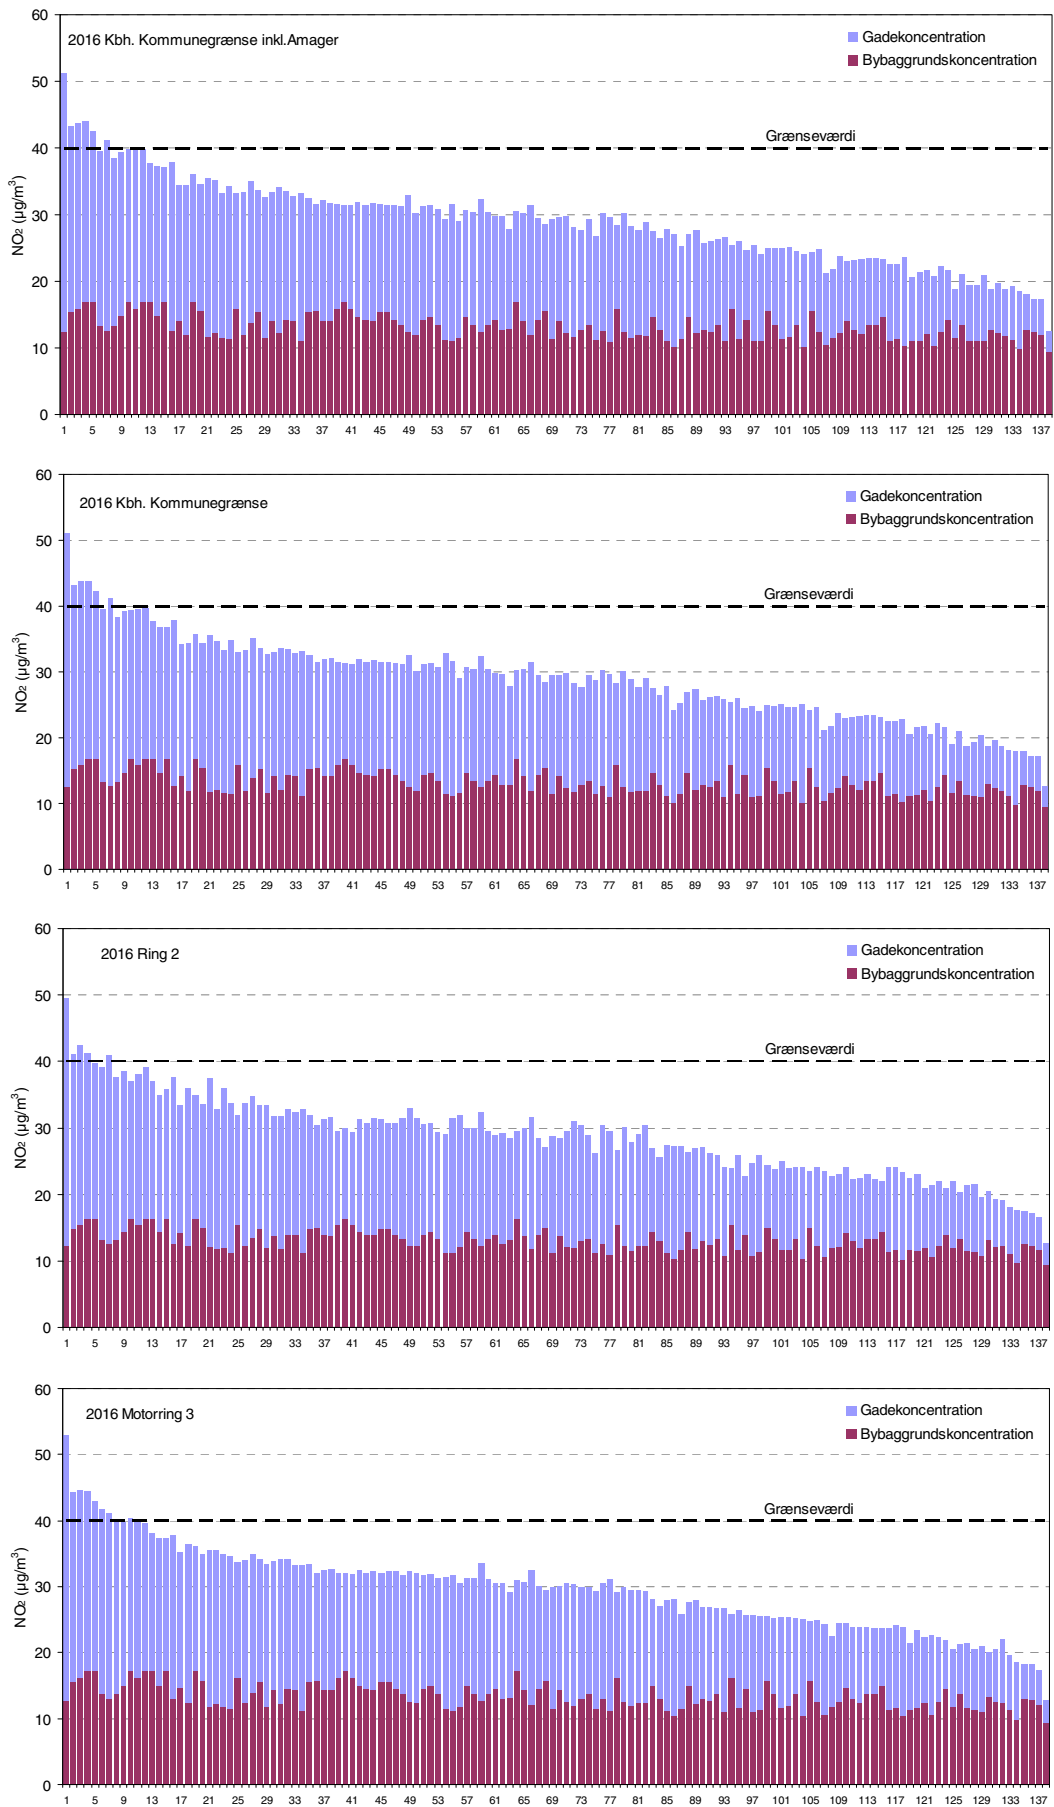 60
2016 Kbh. Kommunegrænse inkl.Amager
Gadekoncentration
Bybaggrundskoncentration
50
Grænseværdi
40
30
20
10
0
NO2 (µg/m³)
1 5 9 13 17 21 25 29 33 37 41 45 49 53 57 61 65 69 73 77 81 85 89 93 97 101 105 109 113 117 121 125 129 133 137
60
2016 Kbh. Kommunegrænse
Gadekoncentration
Bybaggrundskoncentration
50
Grænseværdi
40
30
20
10
0
NO2 (µg/m³)
1 5 9 13 17 21 25 29 33 37 41 45 49 53 57 61 65 69 73 77 81 85 89 93 97 101 105 109 113 117 121 125 129 133 137
60
2016 Ring 2
Gadekoncentration
Bybaggrundskoncentration
50
Grænseværdi
40
30
20
10
0
NO2 (µg/m³)
1 5 9 13 17 21 25 29 33 37 41 45 49 53 57 61 65 69 73 77 81 85 89 93 97 101 105 109 113 117 121 125 129 133 137
60
2016 Motorring 3
Gadekoncentration
Bybaggrundskoncentration
50
Grænseværdi
40
30
20
10
0
NO2 (µg/m³)
1 5 9 13 17 21 25 29 33 37 41 45 49 53 57 61 65 69 73 77 81 85 89 93 97 101 105 109 113 117 121 125 129 133 137